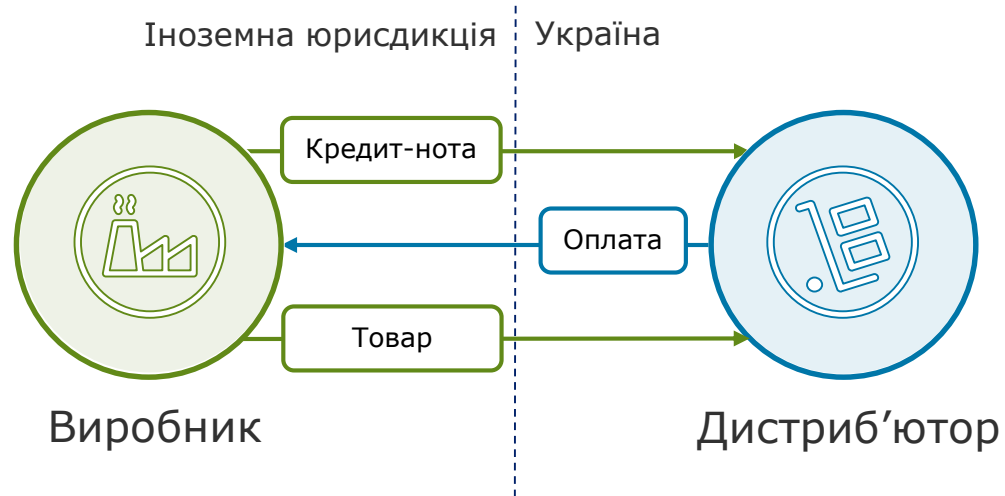 Іноземна юрисдикція
Україна
Кредит-нота
Оплата
Товар
Виробник
Дистриб’ютор